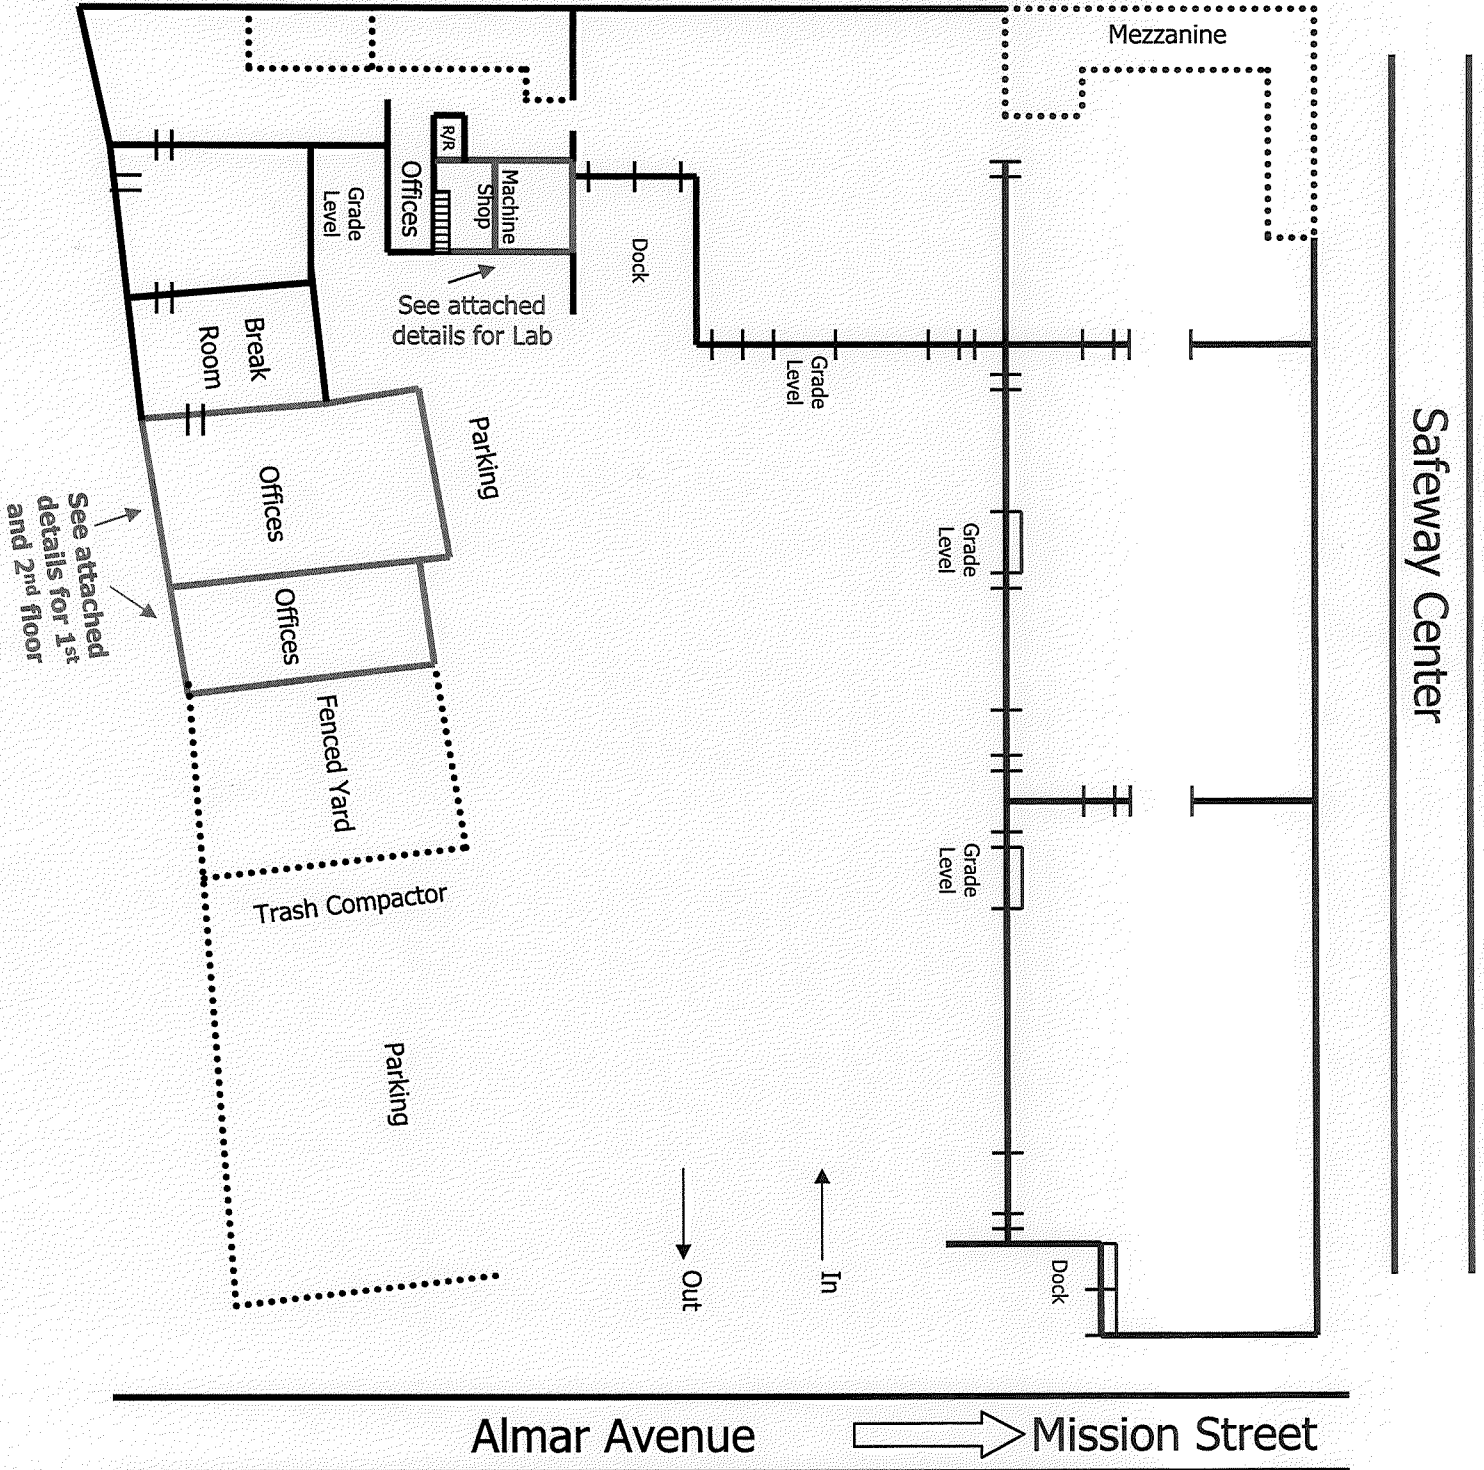 Mezzanine
Safeway Center
R/R
Offices
Machine
Shop
Grade
Level
Dock
See attached
details for Lab
Break
Room
Grade
Level
Parking
Offices
Grade
Level
See attached
details for 1st
and 2nd floor
Offices
Fenced Yard
Grade
Level
Trash Compactor
Parking
Out
In
Dock
Almar Avenue
Mission Street